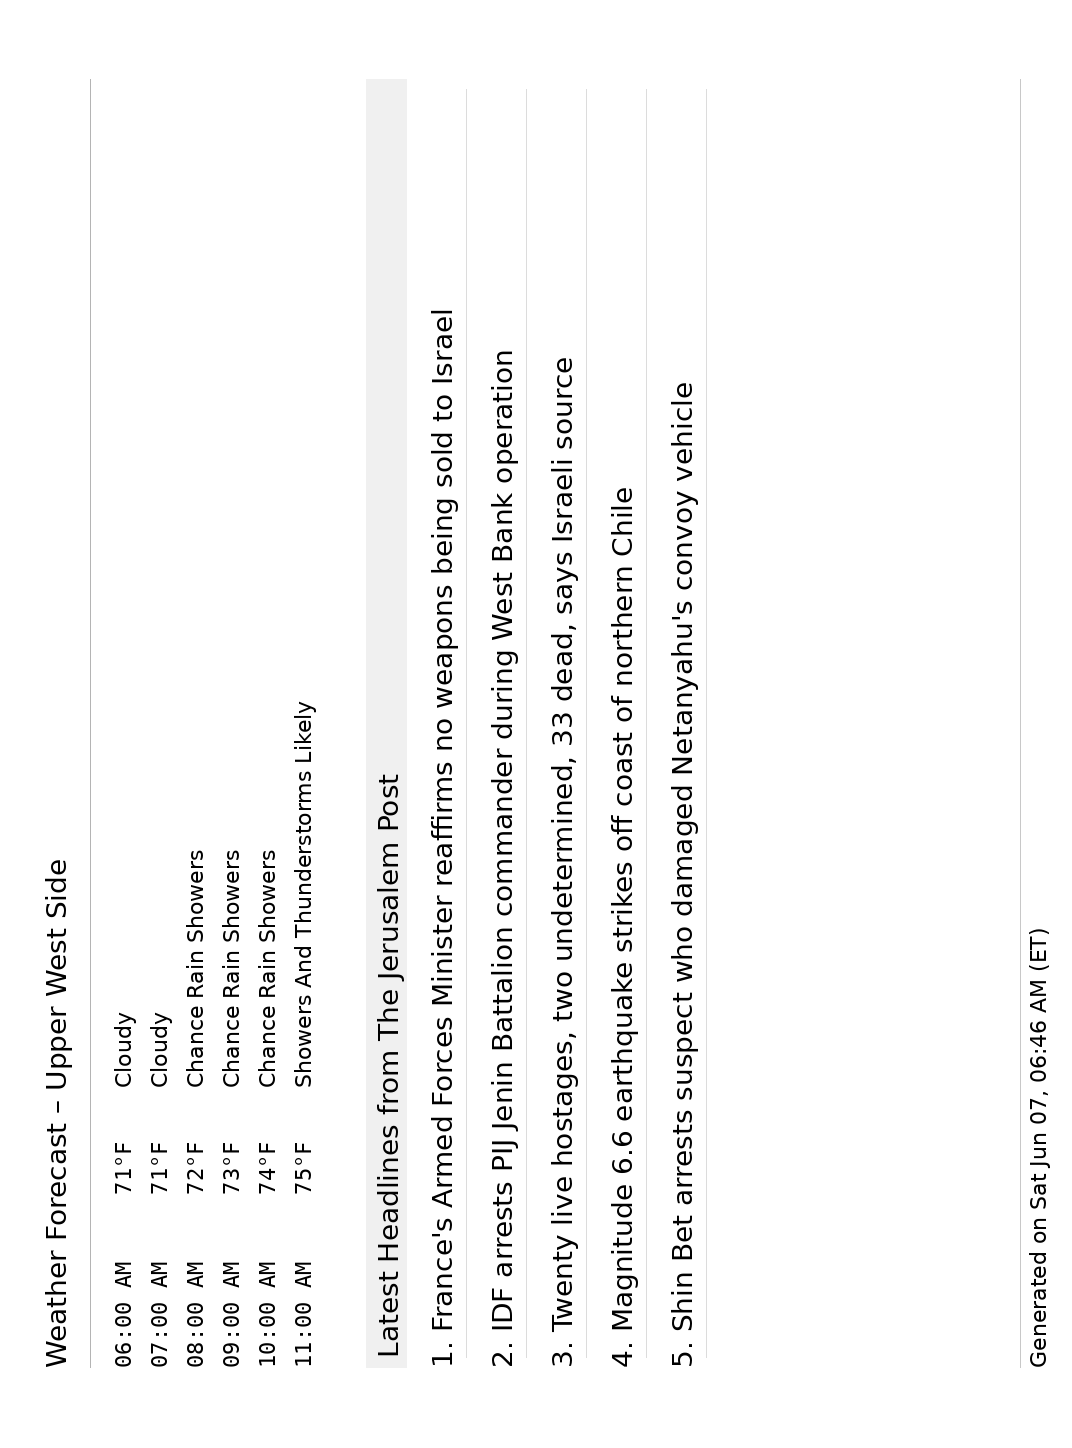 Weather Forecast – Upper West Side
06:00 AM 71°F Cloudy
07:00 AM 71°F Cloudy
08:00 AM 72°F Chance Rain Showers
09:00 AM 73°F Chance Rain Showers
10:00 AM 74°F Chance Rain Showers
11:00 AM 75°F Showers And Thunderstorms Likely
Latest Headlines from The Jerusalem Post
1. France's Armed Forces Minister reaffirms no weapons being sold to Israel
2. IDF arrests PIJ Jenin Battalion commander during West Bank operation
3. Twenty live hostages, two undetermined, 33 dead, says Israeli source
4. Magnitude 6.6 earthquake strikes off coast of northern Chile
5. Shin Bet arrests suspect who damaged Netanyahu's convoy vehicle
Generated on Sat Jun 07, 06:46 AM (ET)